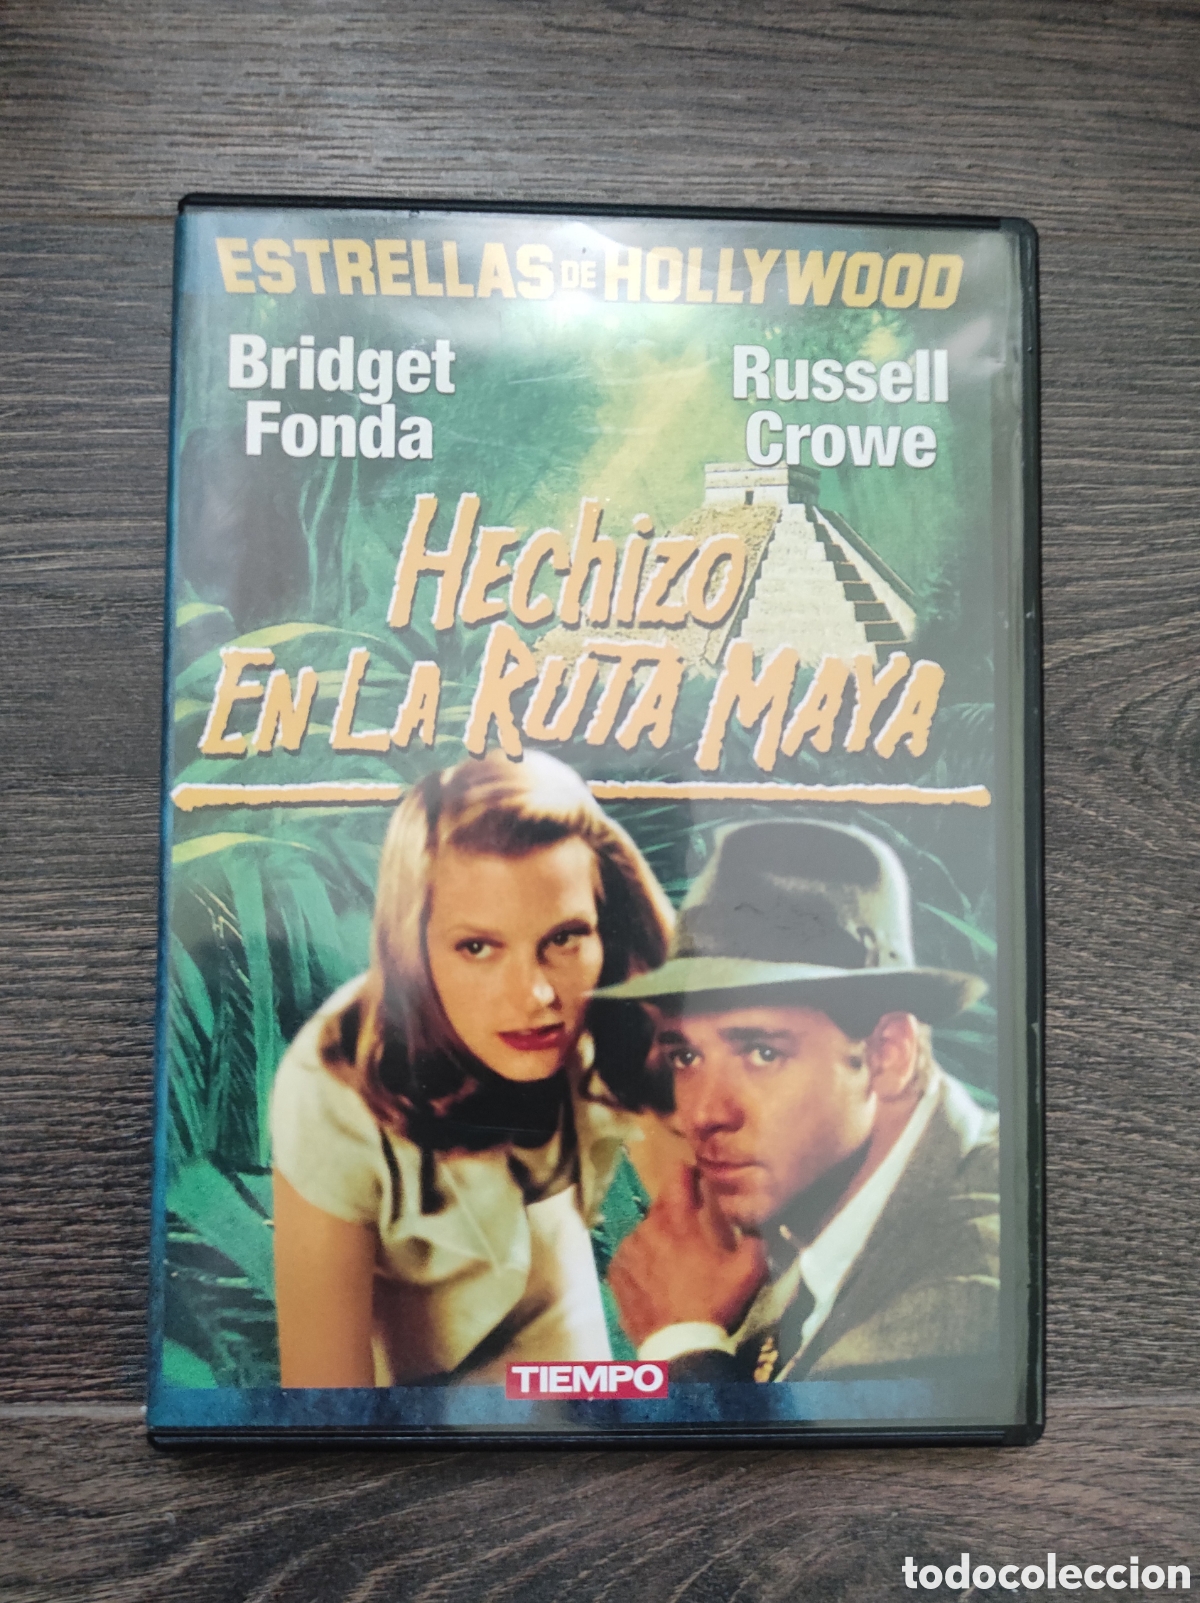 ESTRELLAS DE HOLLYWOOD
Bridget
Fonda
Russell
Crowe
HEChIZO
EN LA RUTA MAYA
TIEMPO
todocoleccion